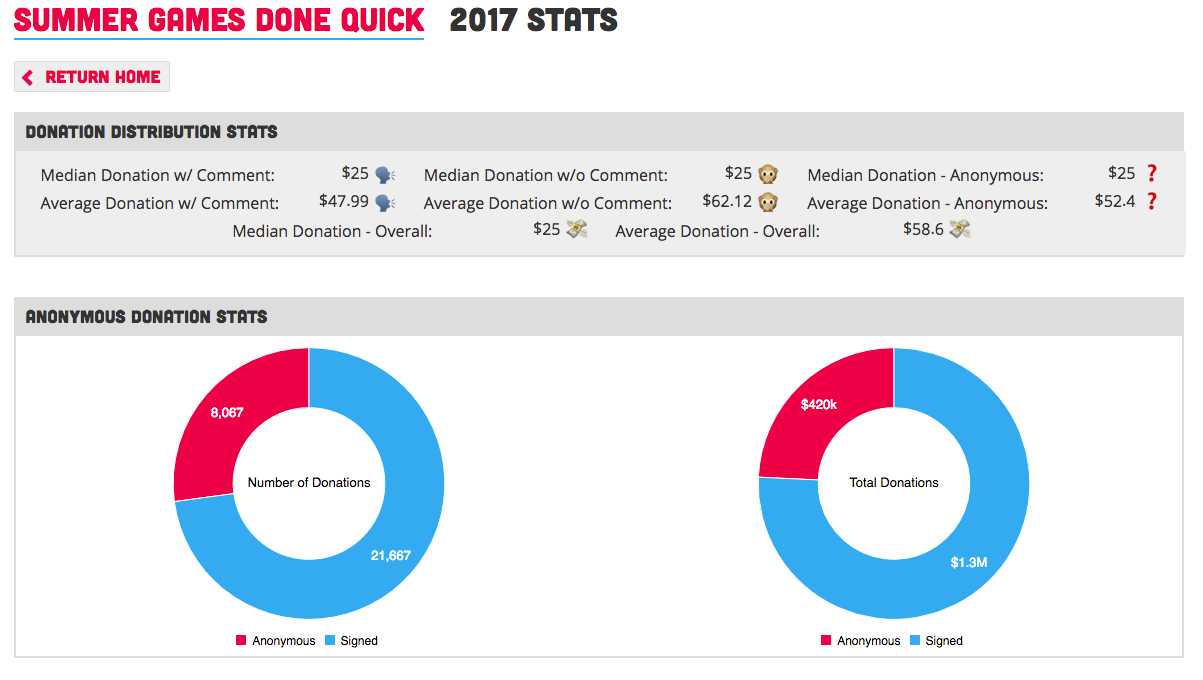 SUMMER GAMES DONE QUICK 2017 STATS
RETURN HOME
DONATION DISTRIBUTION STATS
Median Donation w/ Comment: $25 Median Donation w/o Comment: $25 Median Donation - Anonymous: $25 ❓
Average Donation w/ Comment: $47.99 Average Donation w/o Comment: $62.12 Average Donation - Anonymous: $52.4 ❓
Median Donation - Overall: $25 Average Donation - Overall: $58.6
ANONYMOUS DONATION STATS
8,067
Number of Donations
21,667
Anonymous Signed
$420k
Total Donations
$1.3M
Anonymous Signed